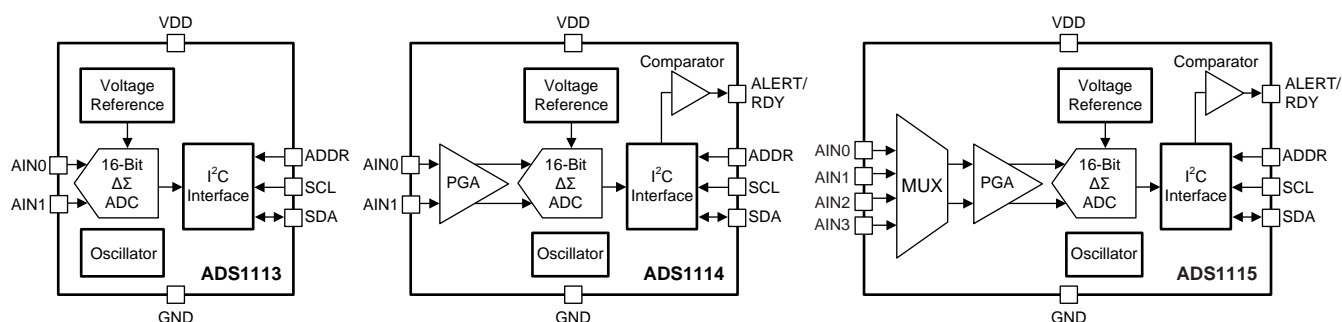 VDD
Voltage
Reference
AIN0
AIN1
16-Bit
ΔΣ
ADC
I²C
Interface
ADDR
SCL
SDA
Oscillator
ADS1113
GND
VDD
Comparator
ALERT/
RDY
Voltage
Reference
AIN0
AIN1
PGA
16-Bit
ΔΣ
ADC
I²C
Interface
ADDR
SCL
SDA
Oscillator
ADS1114
GND
VDD
Comparator
ALERT/
RDY
Voltage
Reference
AIN0
AIN1
AIN2
AIN3
MUX
PGA
16-Bit
ΔΣ
ADC
I²C
Interface
ADDR
SCL
SDA
Oscillator
ADS1115
GND